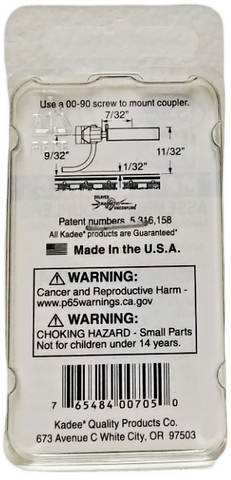 Use a 00-90 screw to mount coupler.
7/32"
9/32"
11/32"
1/32"
Patent numbers 5,316,158
All Kadee® products are Guaranteed*
Made in the U.S.A.
WARNING:
Cancer and Reproductive Harm -
www.p65warnings.ca.gov
WARNING:
CHOKING HAZARD - Small Parts
Not for children under 14 years.
7 65484 00705 0
Kadee® Quality Products Co.
673 Avenue C White City, OR 97503